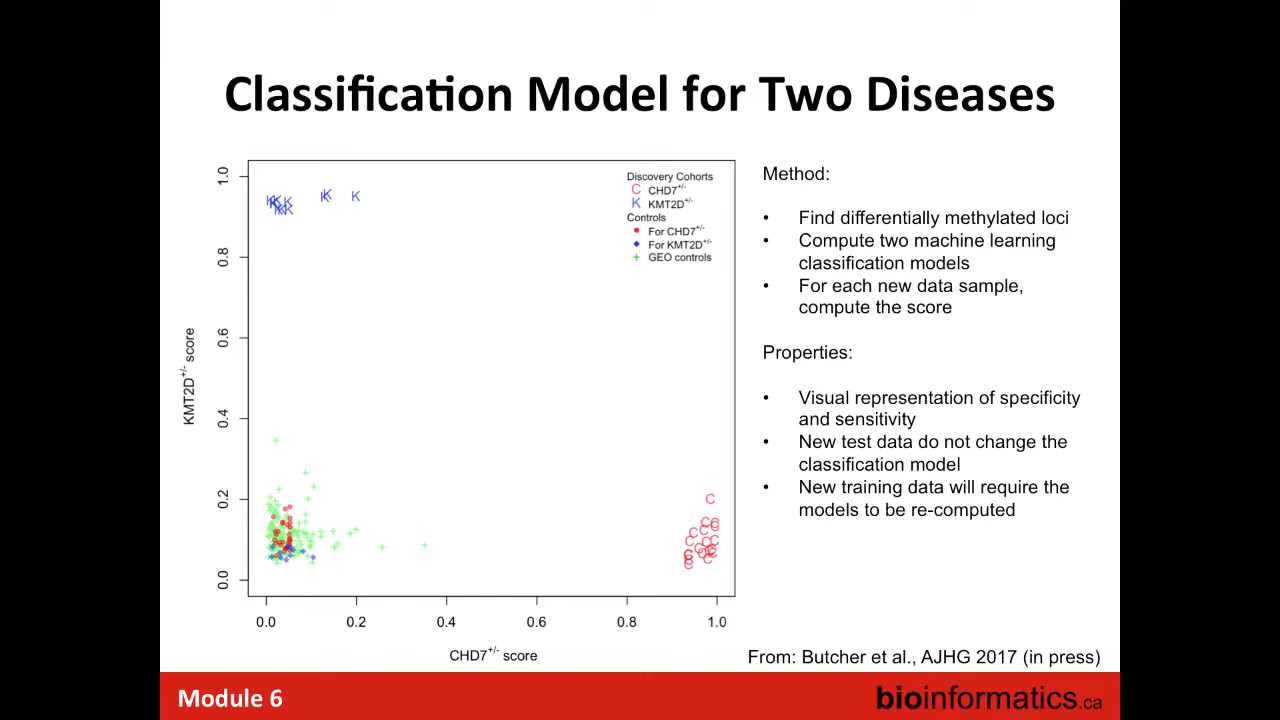 Classification Model for Two Diseases
1.0
0.8
0.6
0.4
0.2
0.0
KMT2D+/- score
0.0 0.2 0.4 0.6 0.8 1.0
CHD7+/- score
Discovery Cohorts
C CHD7+/-
K KMT2D+/-
Controls
For CHD7+/-
For KMT2D+/-
GEO controls
Method:
• Find differentially methylated loci
• Compute two machine learning
classification models
• For each new data sample,
compute the score
Properties:
• Visual representation of specificity
and sensitivity
• New test data do not change the
classification model
• New training data will require the
models to be re-computed
From: Butcher et al., AJHG 2017 (in press)
Module 6
bioinformatics.ca